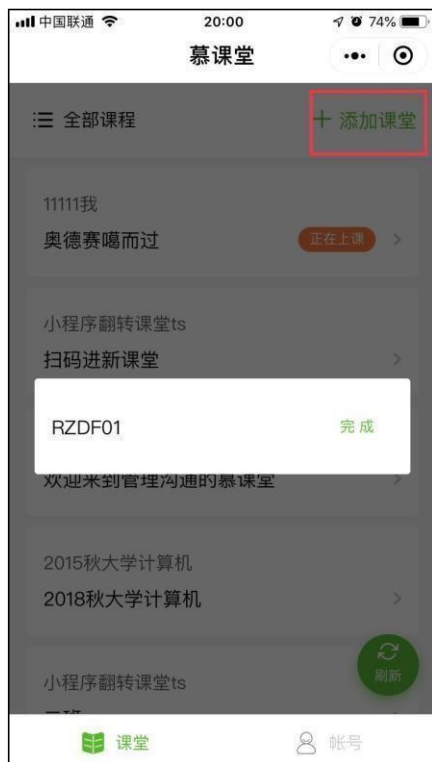 中国联通 20:00 74%
慕课堂
全部课程 + 添加课堂
11111我
奥德赛噶而过 正在上课
小程序翻转课堂ts
扫码进新课堂
RZDF01 完成
欢迎来到管理沟通的慕课堂
2015秋大学计算机
2018秋大学计算机
刷新
小程序翻转课堂ts
课堂 帐号